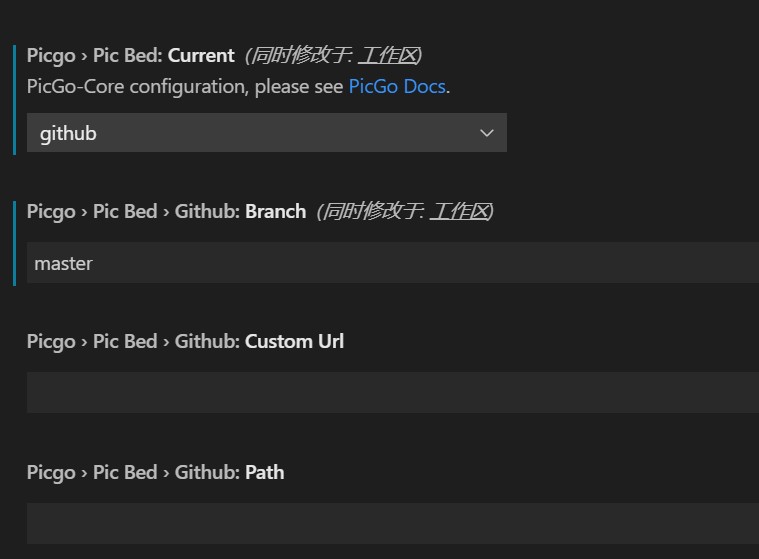 Picgo › Pic Bed: Current (同时修改于: 工作区)
PicGo-Core configuration, please see PicGo Docs.
github
Picgo › Pic Bed › Github: Branch (同时修改于: 工作区)
master
Picgo › Pic Bed › Github: Custom Url
Picgo › Pic Bed › Github: Path